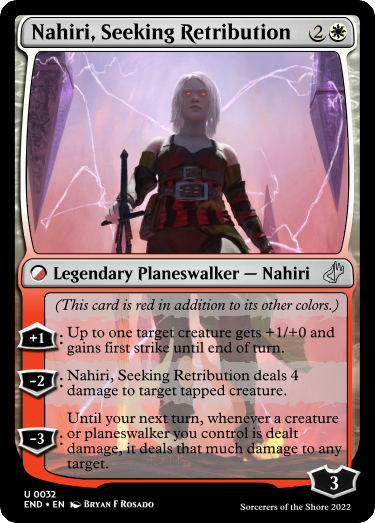 Nahiri, Seeking Retribution 2
Legendary Planeswalker — Nahiri
(This card is red in addition to its other colors.)
+1: Up to one target creature gets +1/+0 and
gains first strike until end of turn.
-2: Nahiri, Seeking Retribution deals 4
damage to target tapped creature.
Until your next turn, whenever a creature
-3: or planeswalker you control is dealt
damage, it deals that much damage to any
target.
3
U 0032
END • EN Bryan F Rosado
Sorcerers of the Shore 2022